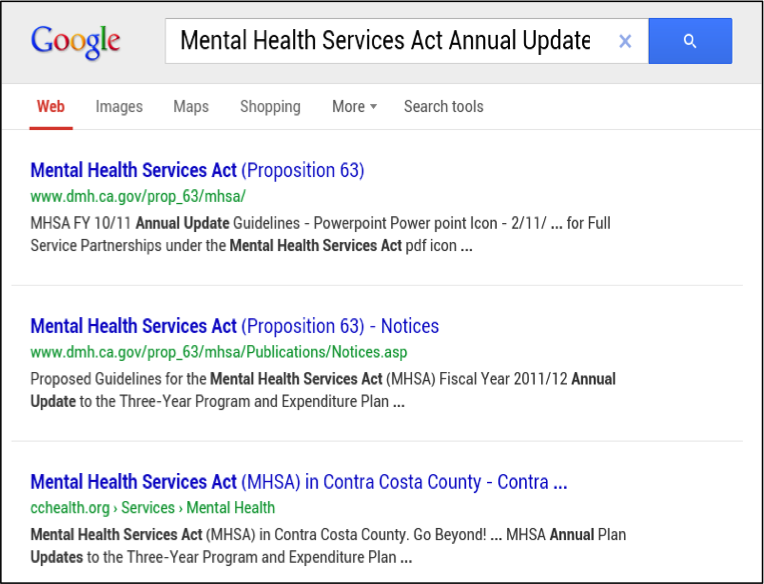 Google
Mental Health Services Act Annual Update
Web Images Maps Shopping More Search tools
Mental Health Services Act (Proposition 63)
www.dmh.ca.gov/prop_63/mhsa/
MHSA FY 10/11 Annual Update Guidelines - Powerpoint Power point Icon - 2/11/ ... for Full
Service Partnerships under the Mental Health Services Act pdf icon ...
Mental Health Services Act (Proposition 63) - Notices
www.dmh.ca.gov/prop_63/mhsa/Publications/Notices.asp
Proposed Guidelines for the Mental Health Services Act (MHSA) Fiscal Year 2011/12 Annual
Update to the Three-Year Program and Expenditure Plan ...
Mental Health Services Act (MHSA) in Contra Costa County - Contra ...
cchealth.org › Services › Mental Health
Mental Health Services Act (MHSA) in Contra Costa County. Go Beyond! ... MHSA Annual Plan
Updates to the Three-Year Program and Expenditure Plan ...